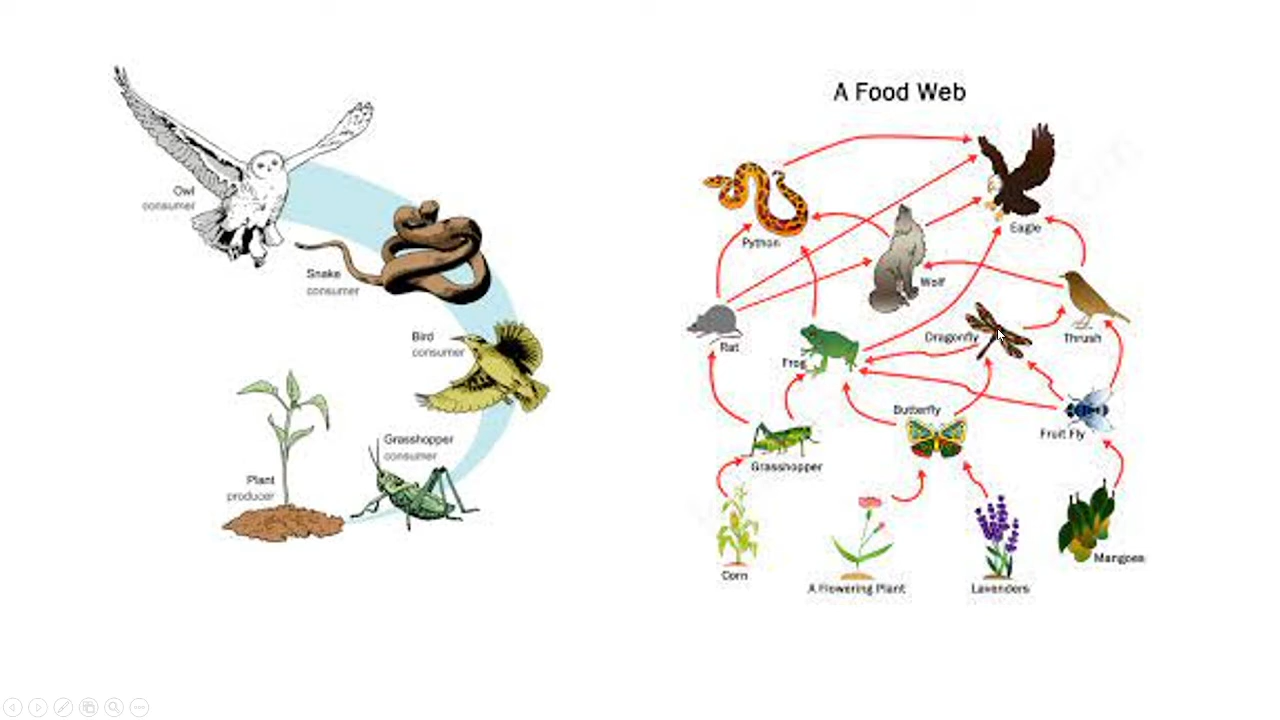 Owl
consumer
Snake
consumer
Bird
consumer
Grasshopper
consumer
Plant
producer
A Food Web
Python
Eagle
Wolf
Rat
Frog
Dragonfly
Thrush
Butterfly
Fruit Fly
Grasshopper
Corn
A Flowering Plant
Lavenders
Mangoes